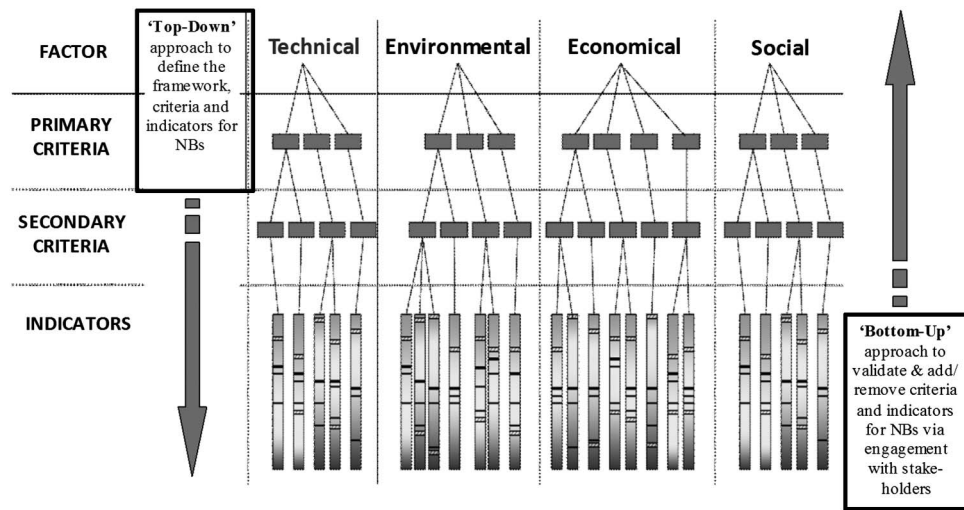 ‘Top-Down’
approach to
define the
framework,
criteria and
indicators for
NBs
FACTOR
Technical
Environmental
Economical
Social
PRIMARY
CRITERIA
SECONDARY
CRITERIA
INDICATORS
‘Bottom-Up’
approach to
validate & add/
remove criteria
and indicators
for NBs via
engagement
with stake-
holders